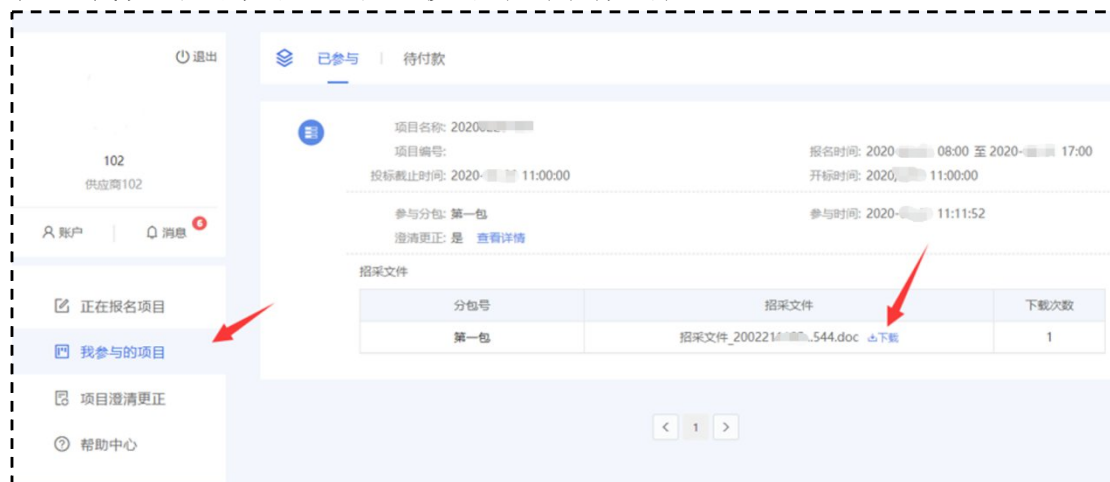 退出
102
供应商102
账户
消息 6
正在报名项目
我参与的项目
项目澄清更正
帮助中心
已参与 待付款
项目名称: 2020
项目编号:
报名时间: 2020 08:00 至 2020- 17:00
投标截止时间: 2020- 11:00:00
开标时间: 2020 11:00:00
参与分包: 第一包
参与时间: 2020- 11:11:52
澄清更正: 是 查看详情
招采文件
分包号 招采文件 下载次数
第一包 招采文件_200221 ..544.doc 下载 1
< 1 >